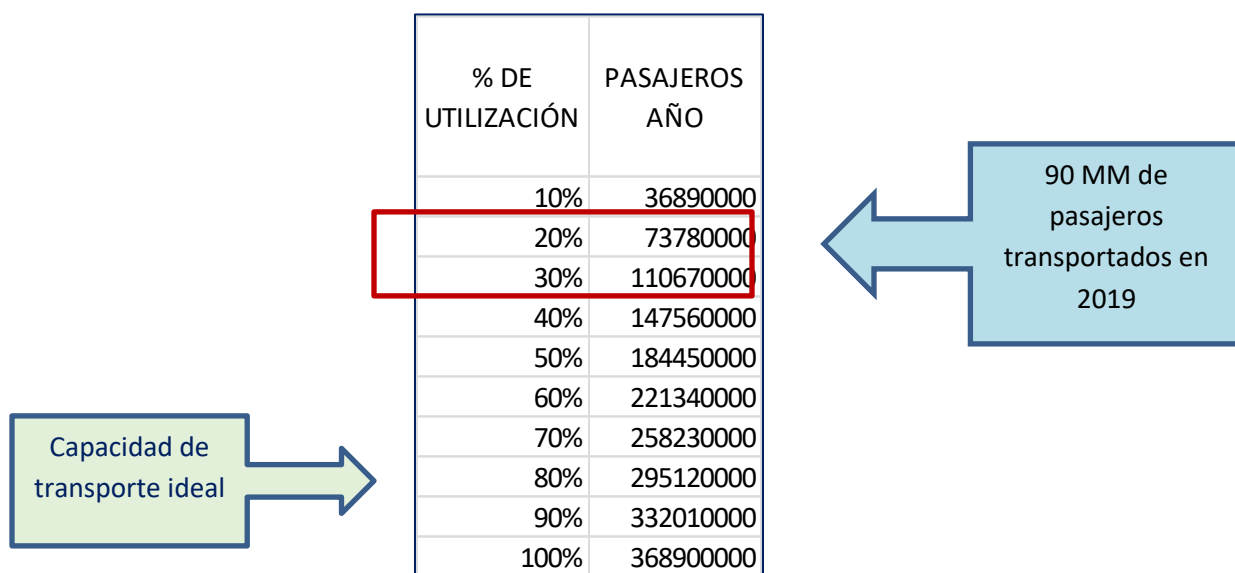 % DE UTILIZACIÓN PASAJEROS AÑO
10% 36890000
20% 73780000
30% 110670000
40% 147560000
50% 184450000
60% 221340000
70% 258230000
80% 295120000
90% 332010000
100% 368900000
90 MM de
pasajeros
transportados en
2019
Capacidad de
transporte ideal